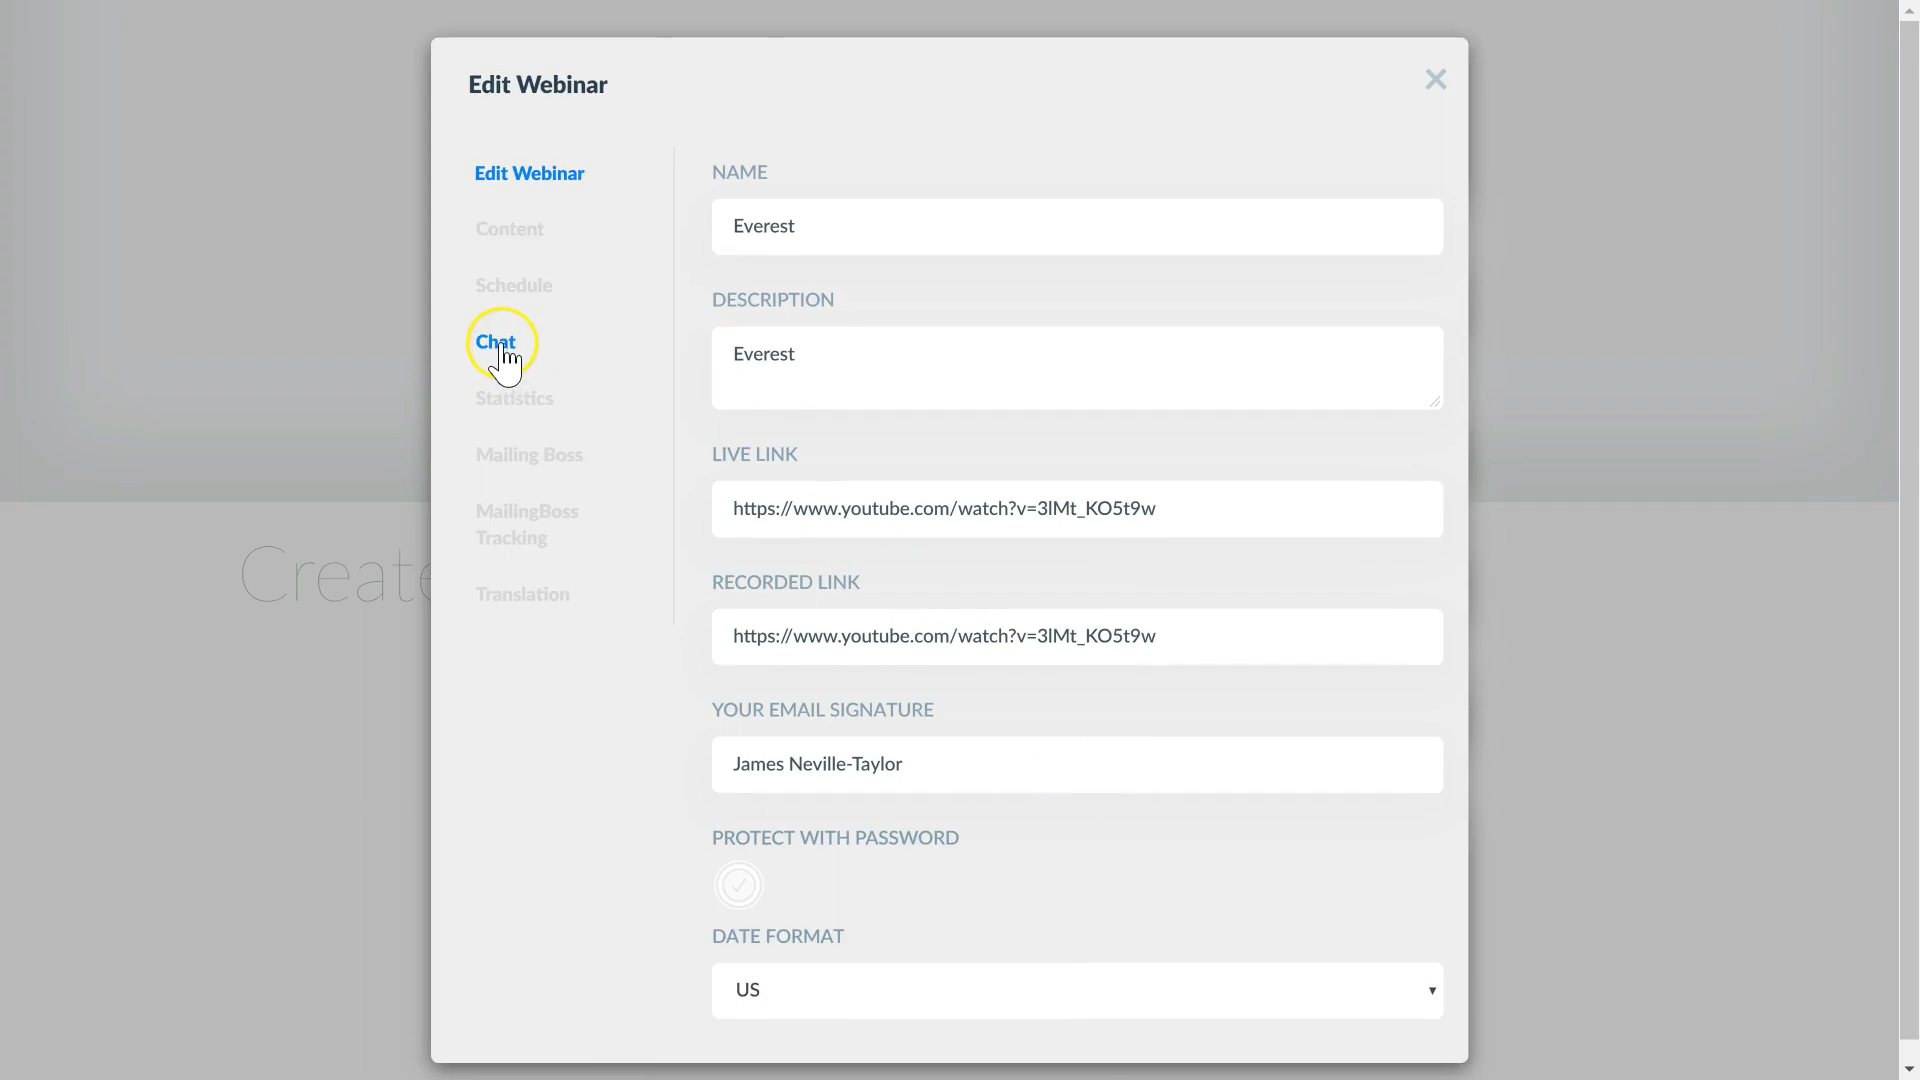 Edit Webinar
Edit Webinar
Content
Schedule
Chat
Statistics
Mailing Boss
MailingBoss
Tracking
Translation
NAME
Everest
DESCRIPTION
Everest
LIVE LINK
https://www.youtube.com/watch?v=3lMt_KO5t9w
RECORDED LINK
https://www.youtube.com/watch?v=3lMt_KO5t9w
YOUR EMAIL SIGNATURE
James Neville-Taylor
PROTECT WITH PASSWORD
DATE FORMAT
US
Create